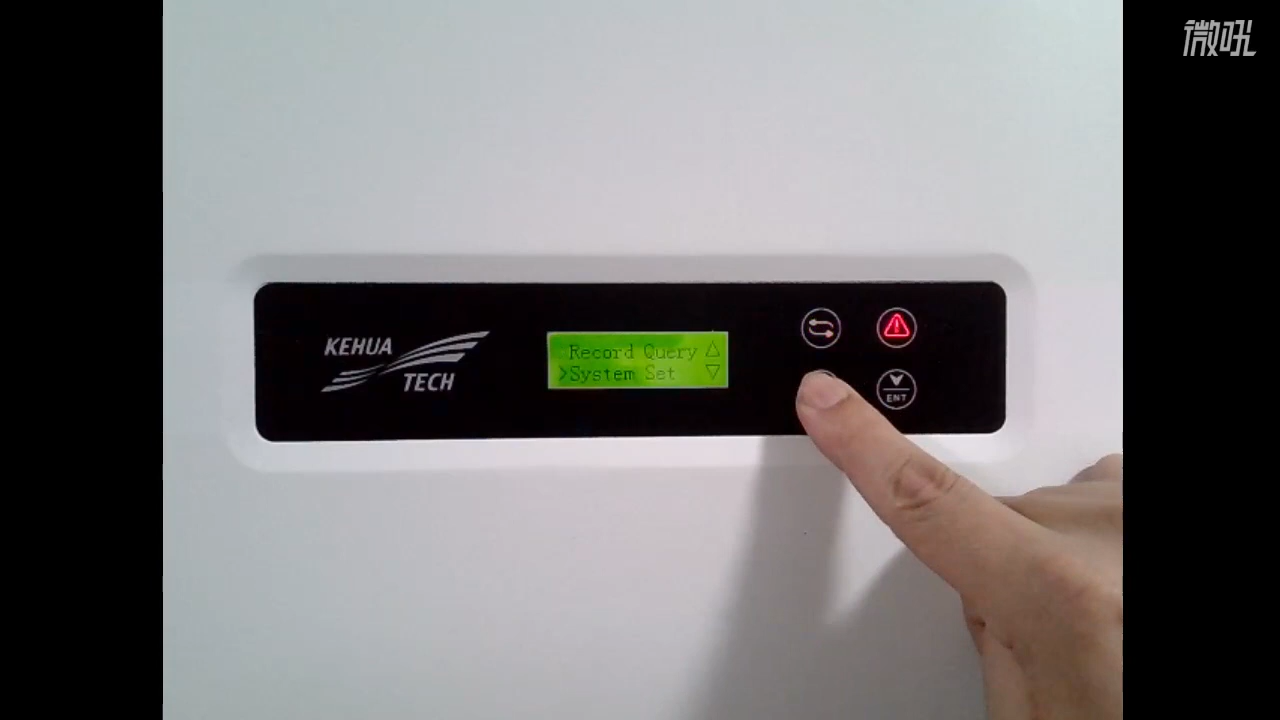 微吼
KEHUA
TECH
Record Query △
>System Set ▽
ENT